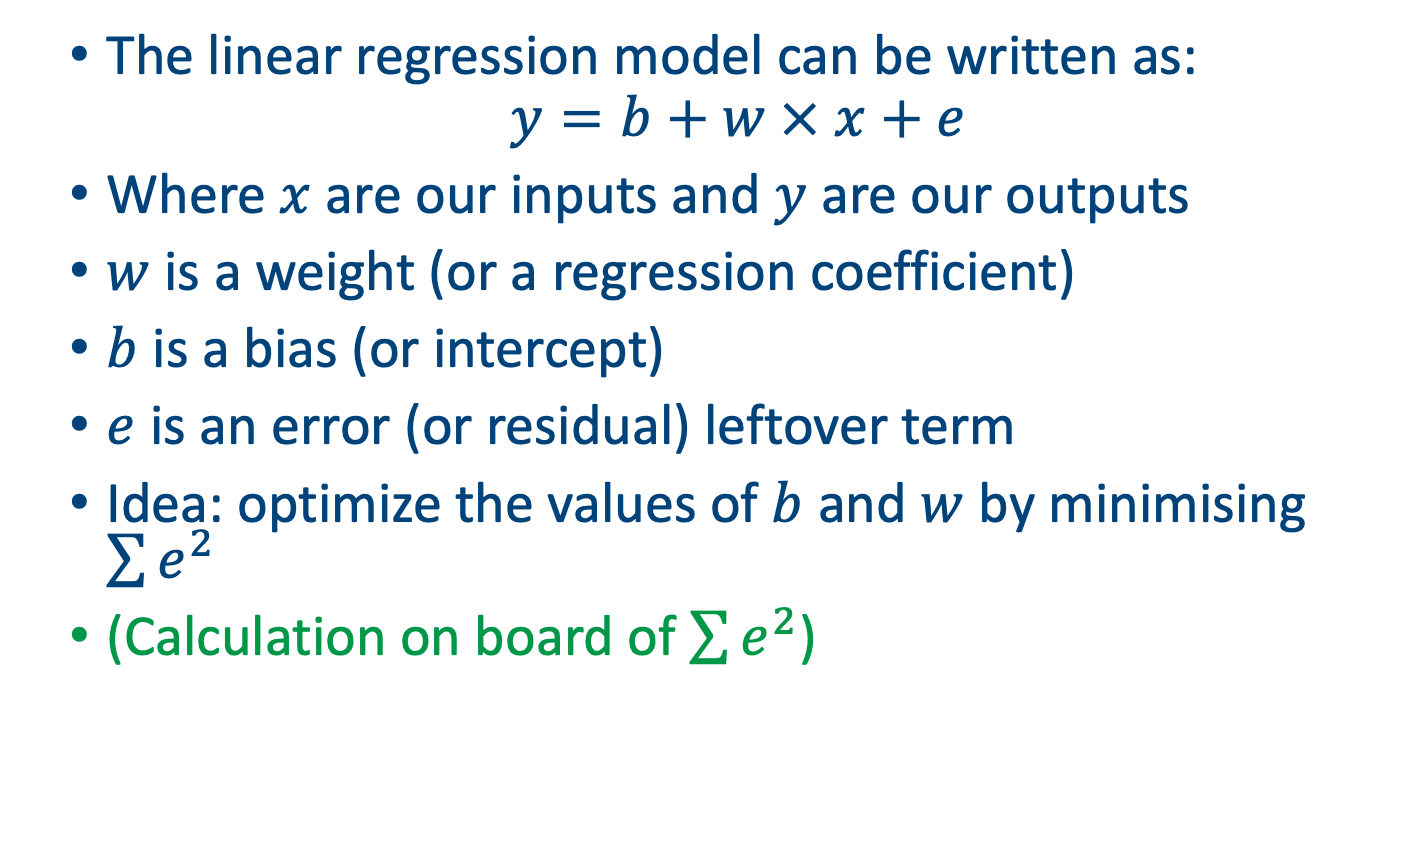 • The linear regression model can be written as:
y = b + w × x + e
• Where x are our inputs and y are our outputs
• w is a weight (or a regression coefficient)
• b is a bias (or intercept)
• e is an error (or residual) leftover term
• Idea: optimize the values of b and w by minimising
∑ e²
• (Calculation on board of ∑ e²)